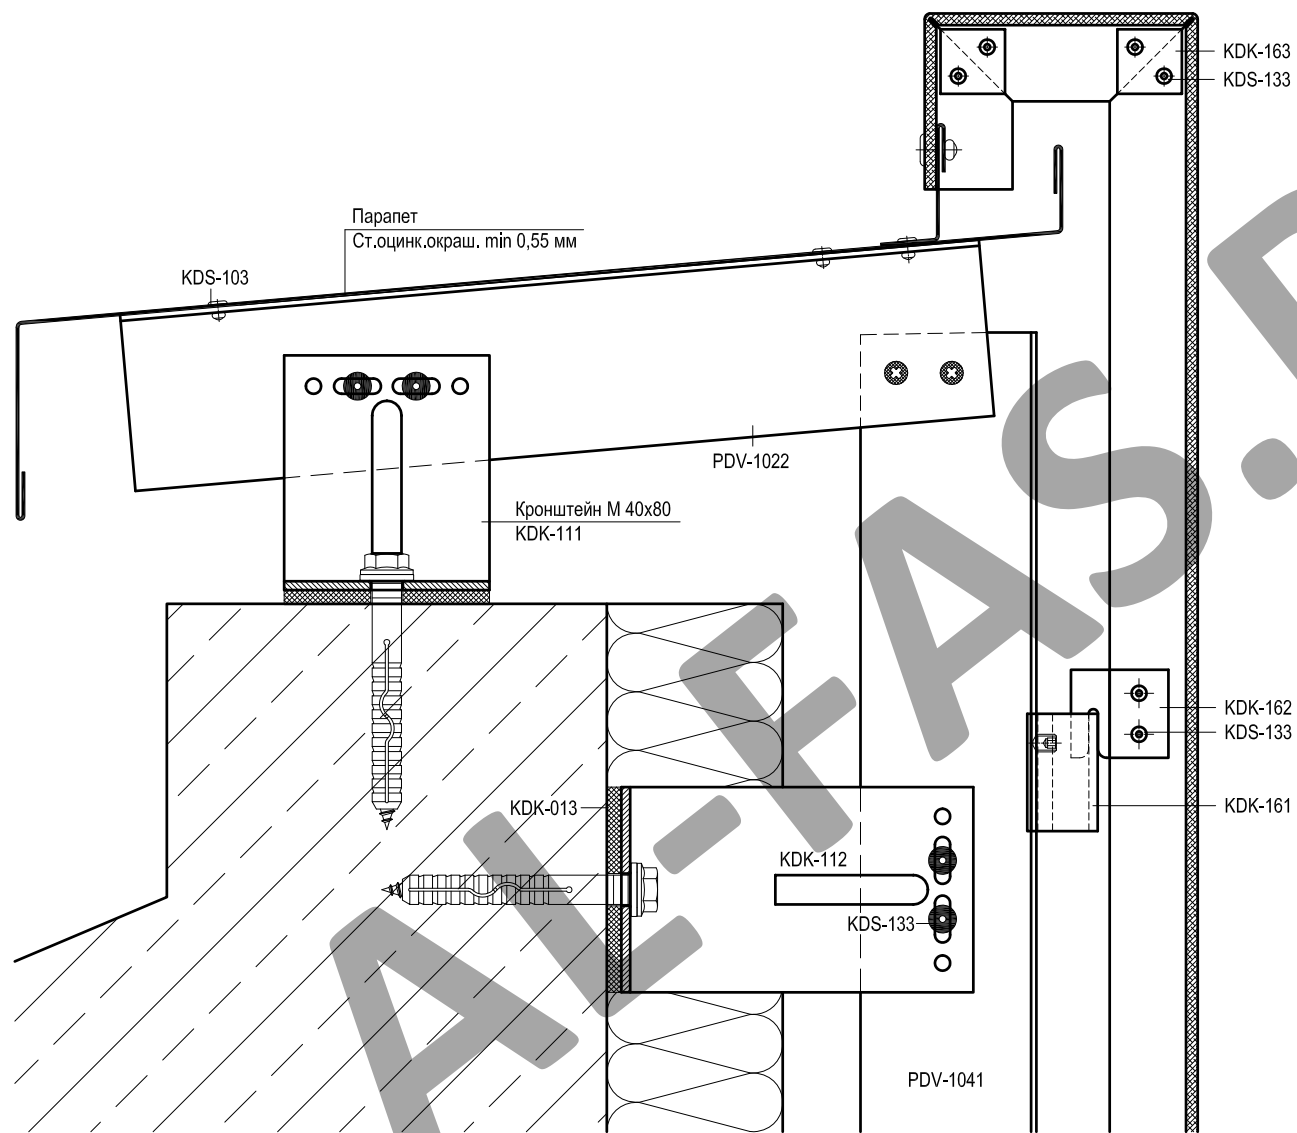 KDK-163
KDS-133
Парапет
Ст.оцинк.окраш. min 0,55 мм
KDS-103
PDV-1022
Кронштейн М 40х80
KDK-111
KDK-162
KDS-133
KDK-013
KDK-161
KDK-112
KDS-133
PDV-1041
AL-FAS.